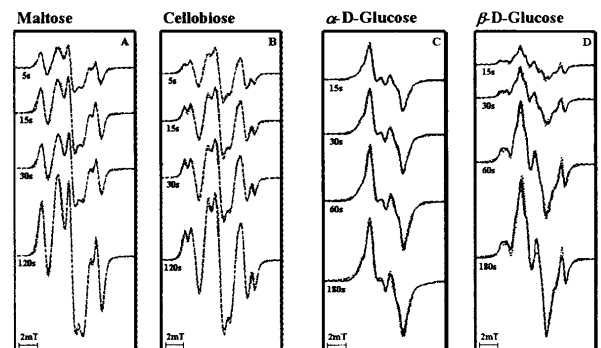 Maltose
A
5s
15s
30s
120s
2mT
Cellobiose
B
5s
15s
30s
120s
2mT
α-D-Glucose
C
15s
30s
60s
180s
2mT
β-D-Glucose
D
15s
30s
60s
180s
2mT